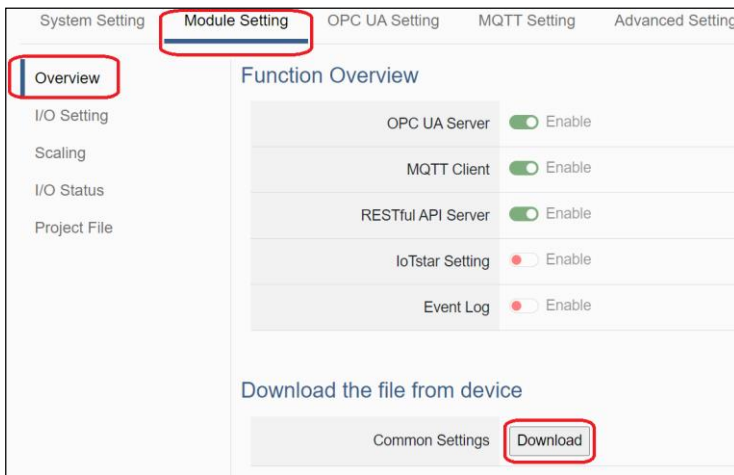 System Setting Module Setting OPC UA Setting MQTT Setting Advanced Setting
Overview
I/O Setting
Scaling
I/O Status
Project File
Function Overview
OPC UA Server Enable
MQTT Client Enable
RESTful API Server Enable
IoTstar Setting Enable
Event Log Enable
Download the file from device
Common Settings Download